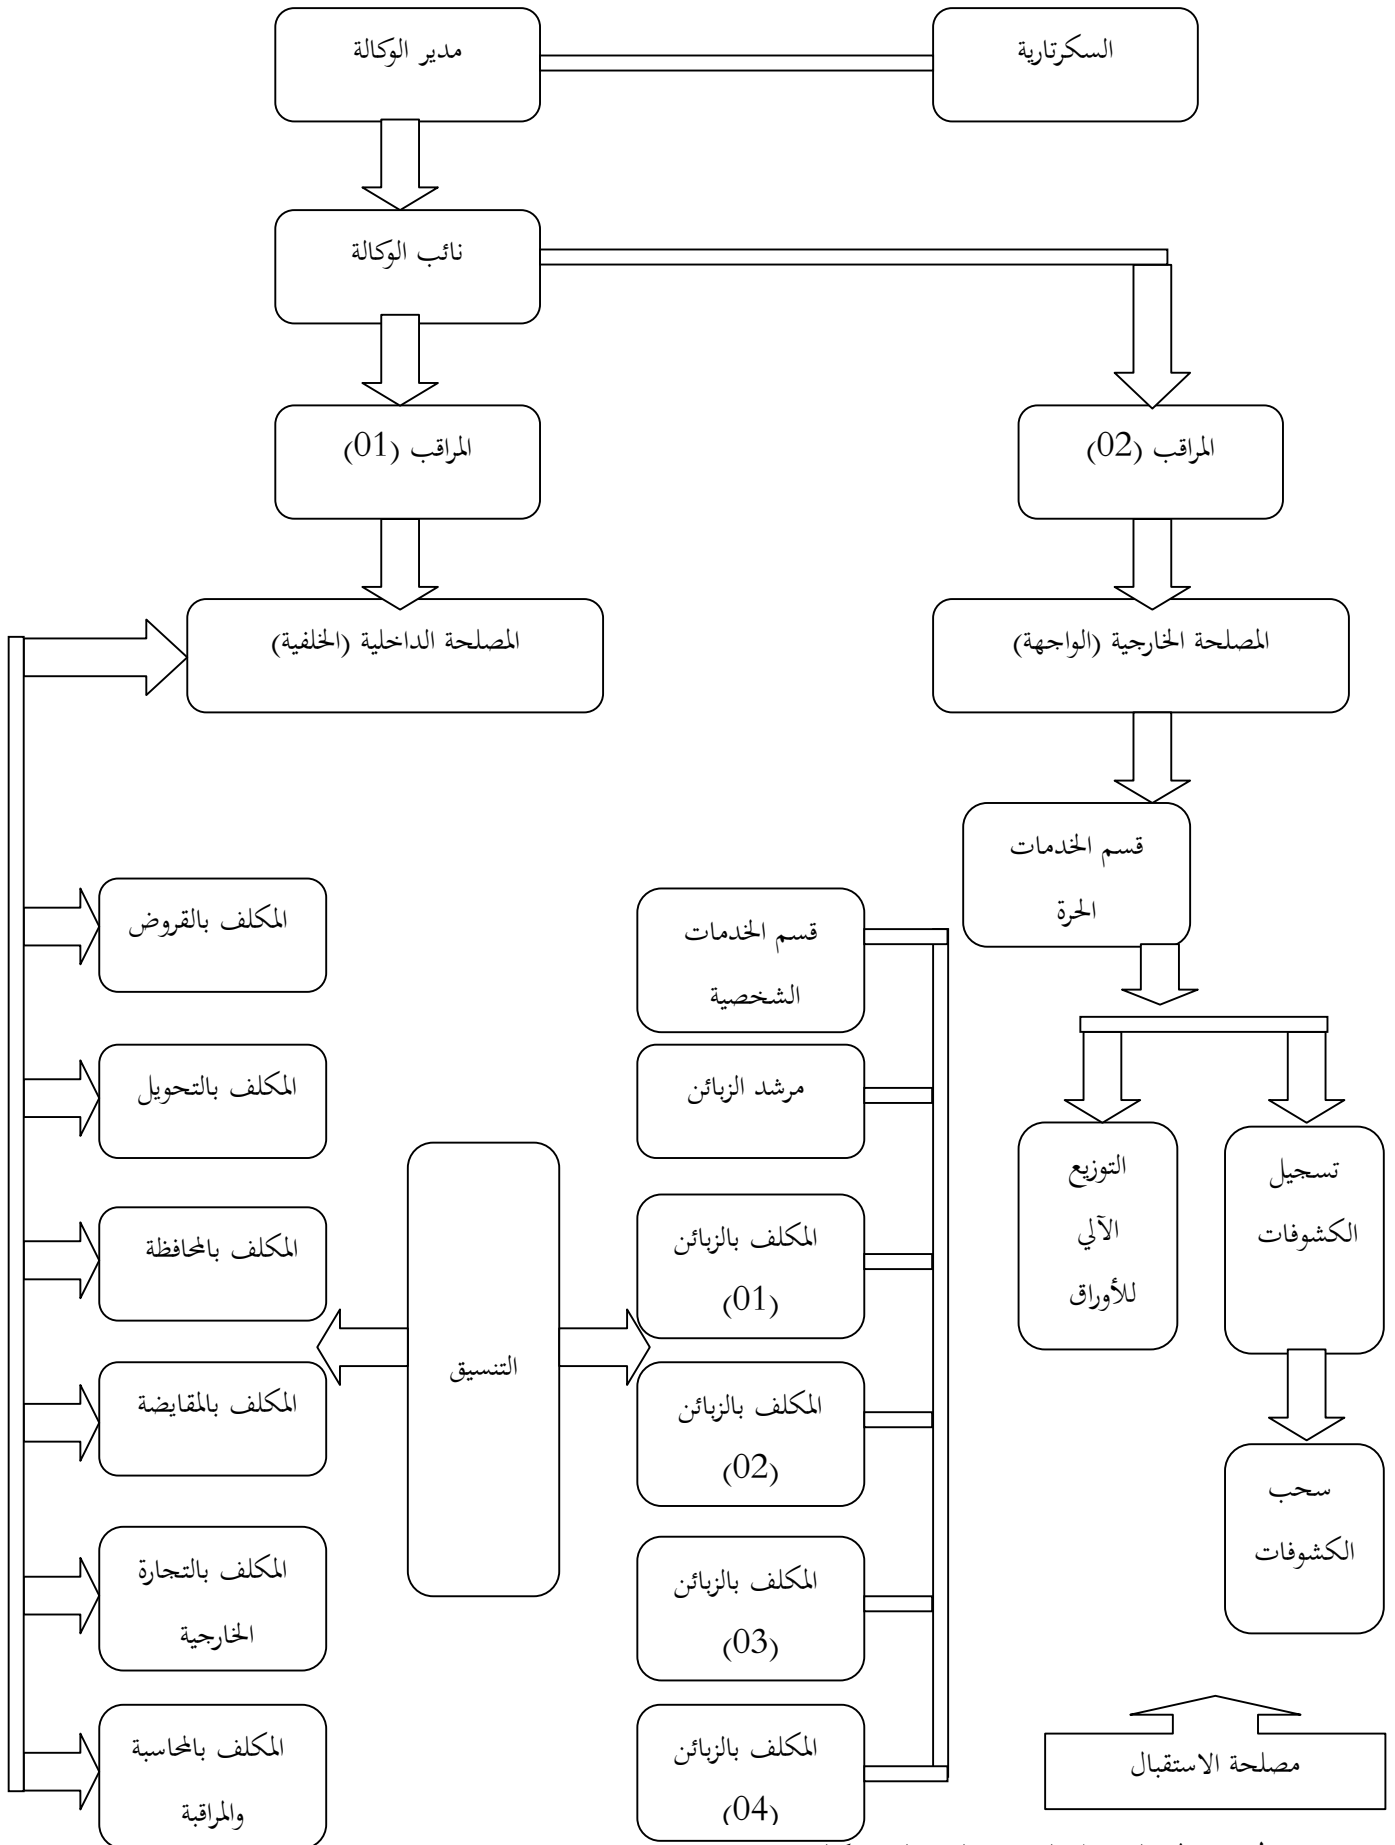 السكرتارية
مدير الوكالة
نائب الوكالة
المراقب (02)
المراقب (01)
المصلحة الخارجية (الواجهة)
المصلحة الداخلية (الخلفية)
قسم الخدمات
الحرة
تسجيل
الكشوفات
التوزيع
الآلي
للأوراق
سحب
الكشوفات
مصلحة الاستقبال
قسم الخدمات
الشخصية
مرشد الزبائن
المكلف بالزبائن
(01)
المكلف بالزبائن
(02)
المكلف بالزبائن
(03)
المكلف بالزبائن
(04)
التنسيق
المكلف بالقروض
المكلف بالتحويل
المكلف بالمحافظة
المكلف بالمقايضة
المكلف بالتجارة
الخارجية
المكلف بالمحاسبة
والمراقبة